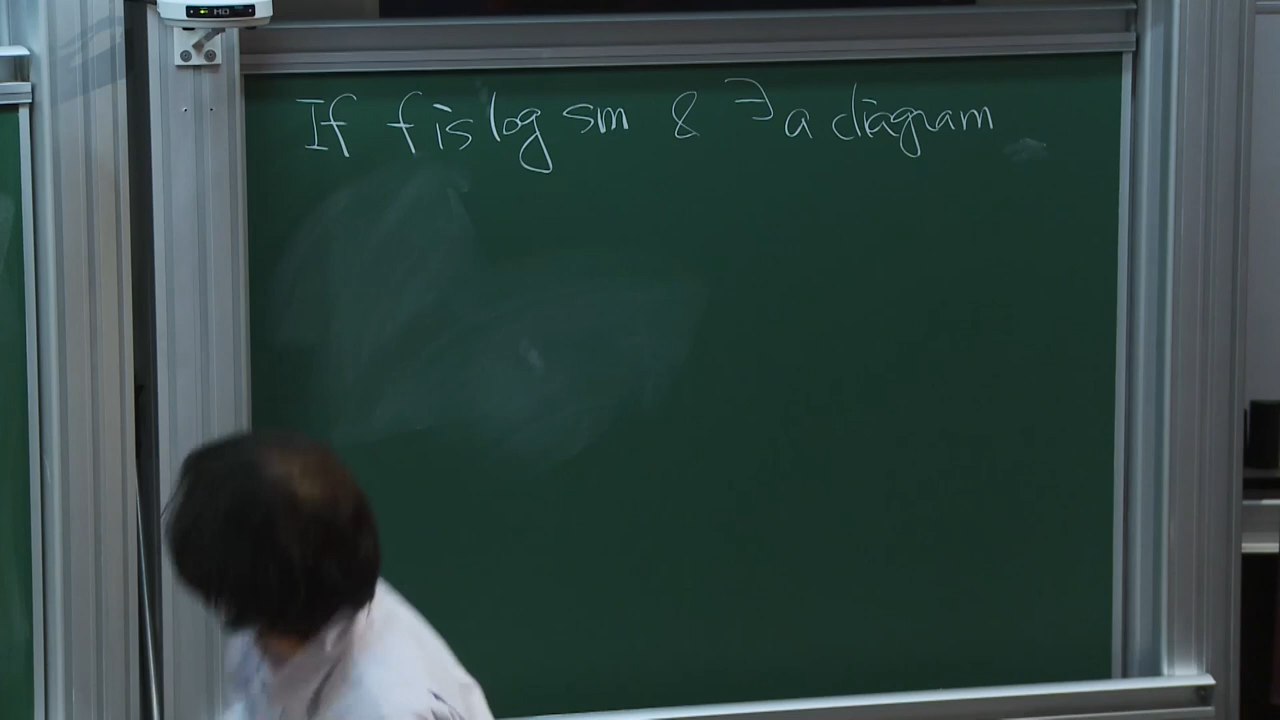 If f is log sm & ∃ a diagram